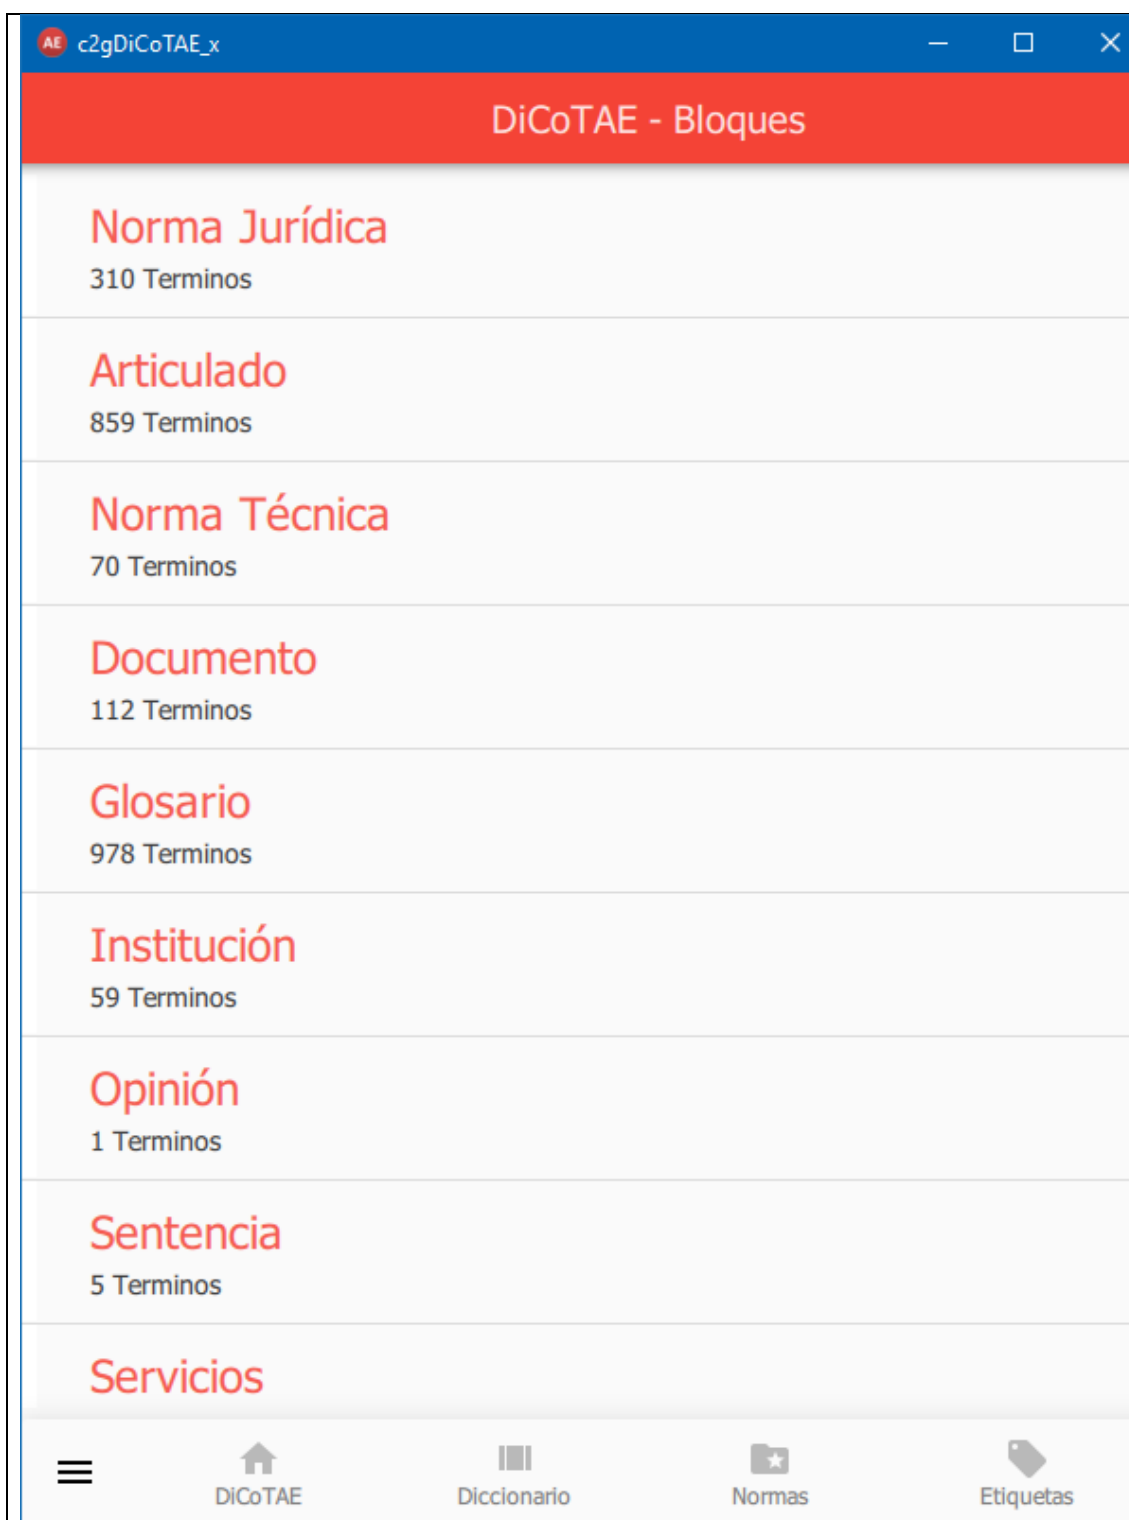 AE c2gDiCoTAE_x
DiCoTAE - Bloques
Norma Jurídica
310 Terminos
Articulado
859 Terminos
Norma Técnica
70 Terminos
Documento
112 Terminos
Glosario
978 Terminos
Institución
59 Terminos
Opinión
1 Terminos
Sentencia
5 Terminos
Servicios
DiCoTAE Diccionario Normas Etiquetas